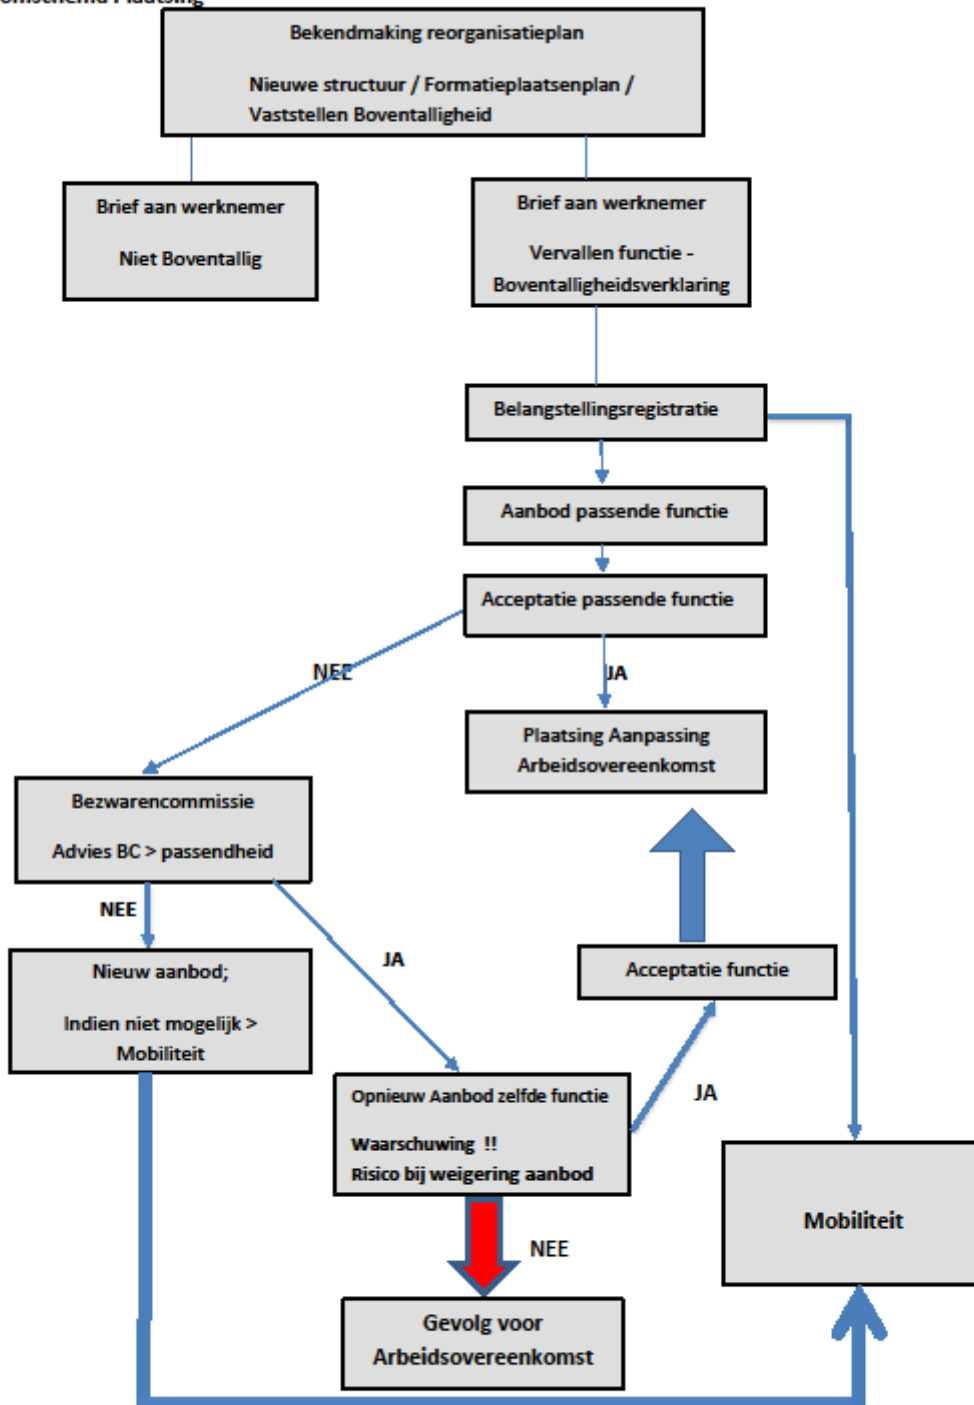 Plaatsing
Bekendmaking reorganisatieplan
Nieuwe structuur / Formatieplaatsenplan /
Vaststellen Boventalligheid
Brief aan werknemer
Niet Boventallig
Brief aan werknemer
Vervallen functie -
Boventalligheidsverklaring
Belangstellingsregistratie
Aanbod passende functie
Acceptatie passende functie
NEE
JA
Plaatsing Aanpassing
Arbeidsovereenkomst
Bezwarencommissie
Advies BC > passendheid
NEE
JA
Nieuw aanbod;
Indien niet mogelijk >
Mobiliteit
Acceptatie functie
Opnieuw Aanbod zelfde functie
Waarschuwing !!
Risico bij weigering aanbod
JA
Mobiliteit
NEE
Gevolg voor
Arbeidsovereenkomst